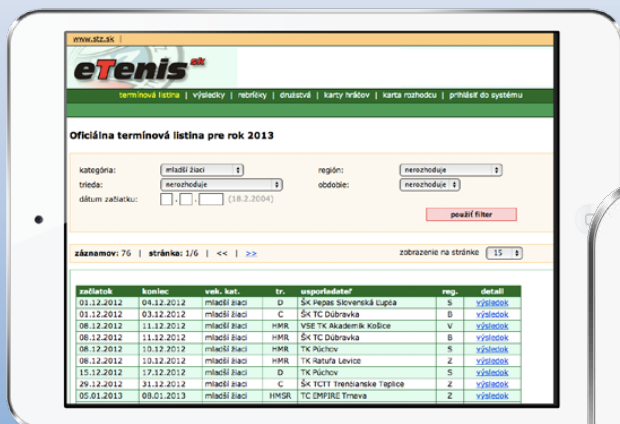 www.stz.sk |
eTenis sk
termínová listina | výsledky | rebríčky | družstvá | karty hráčov | karta rozhodcu | prihlásiť do systému
Oficiálna termínová listina pre rok 2013
kategória: mladší žiaci región: nerozhoduje
trieda: nerozhoduje obdobie: nerozhoduje
dátum začiatku: . . (18.2.2004)
použiť filter
záznamov: 76 | stránka: 1/6 | << | >> zobrazenie na stránke 15
začiatok koniec vek. kat. tr. usporiadateľ reg. detail
01.12.2012 04.12.2012 mladší žiaci D ŠK Pepas Slovenská Ľupča S výsledok
01.12.2012 03.12.2012 mladší žiaci C ŠK TC Dúbravka B výsledok
08.12.2012 11.12.2012 mladší žiaci HMR VSE TK Akademik Košice V výsledok
08.12.2012 11.12.2012 mladší žiaci HMR ŠK TC Dúbravka B výsledok
08.12.2012 10.12.2012 mladší žiaci HMR TK Púchov S výsledok
08.12.2012 10.12.2012 mladší žiaci HMR TK Ratufa Levice Z výsledok
15.12.2012 17.12.2012 mladší žiaci D TK Púchov S výsledok
29.12.2012 31.12.2012 mladší žiaci C ŠK TCTT Trenčianske Teplice Z výsledok
05.01.2013 08.01.2013 mladší žiaci HMSR TC EMPIRE Trnava Z výsledok